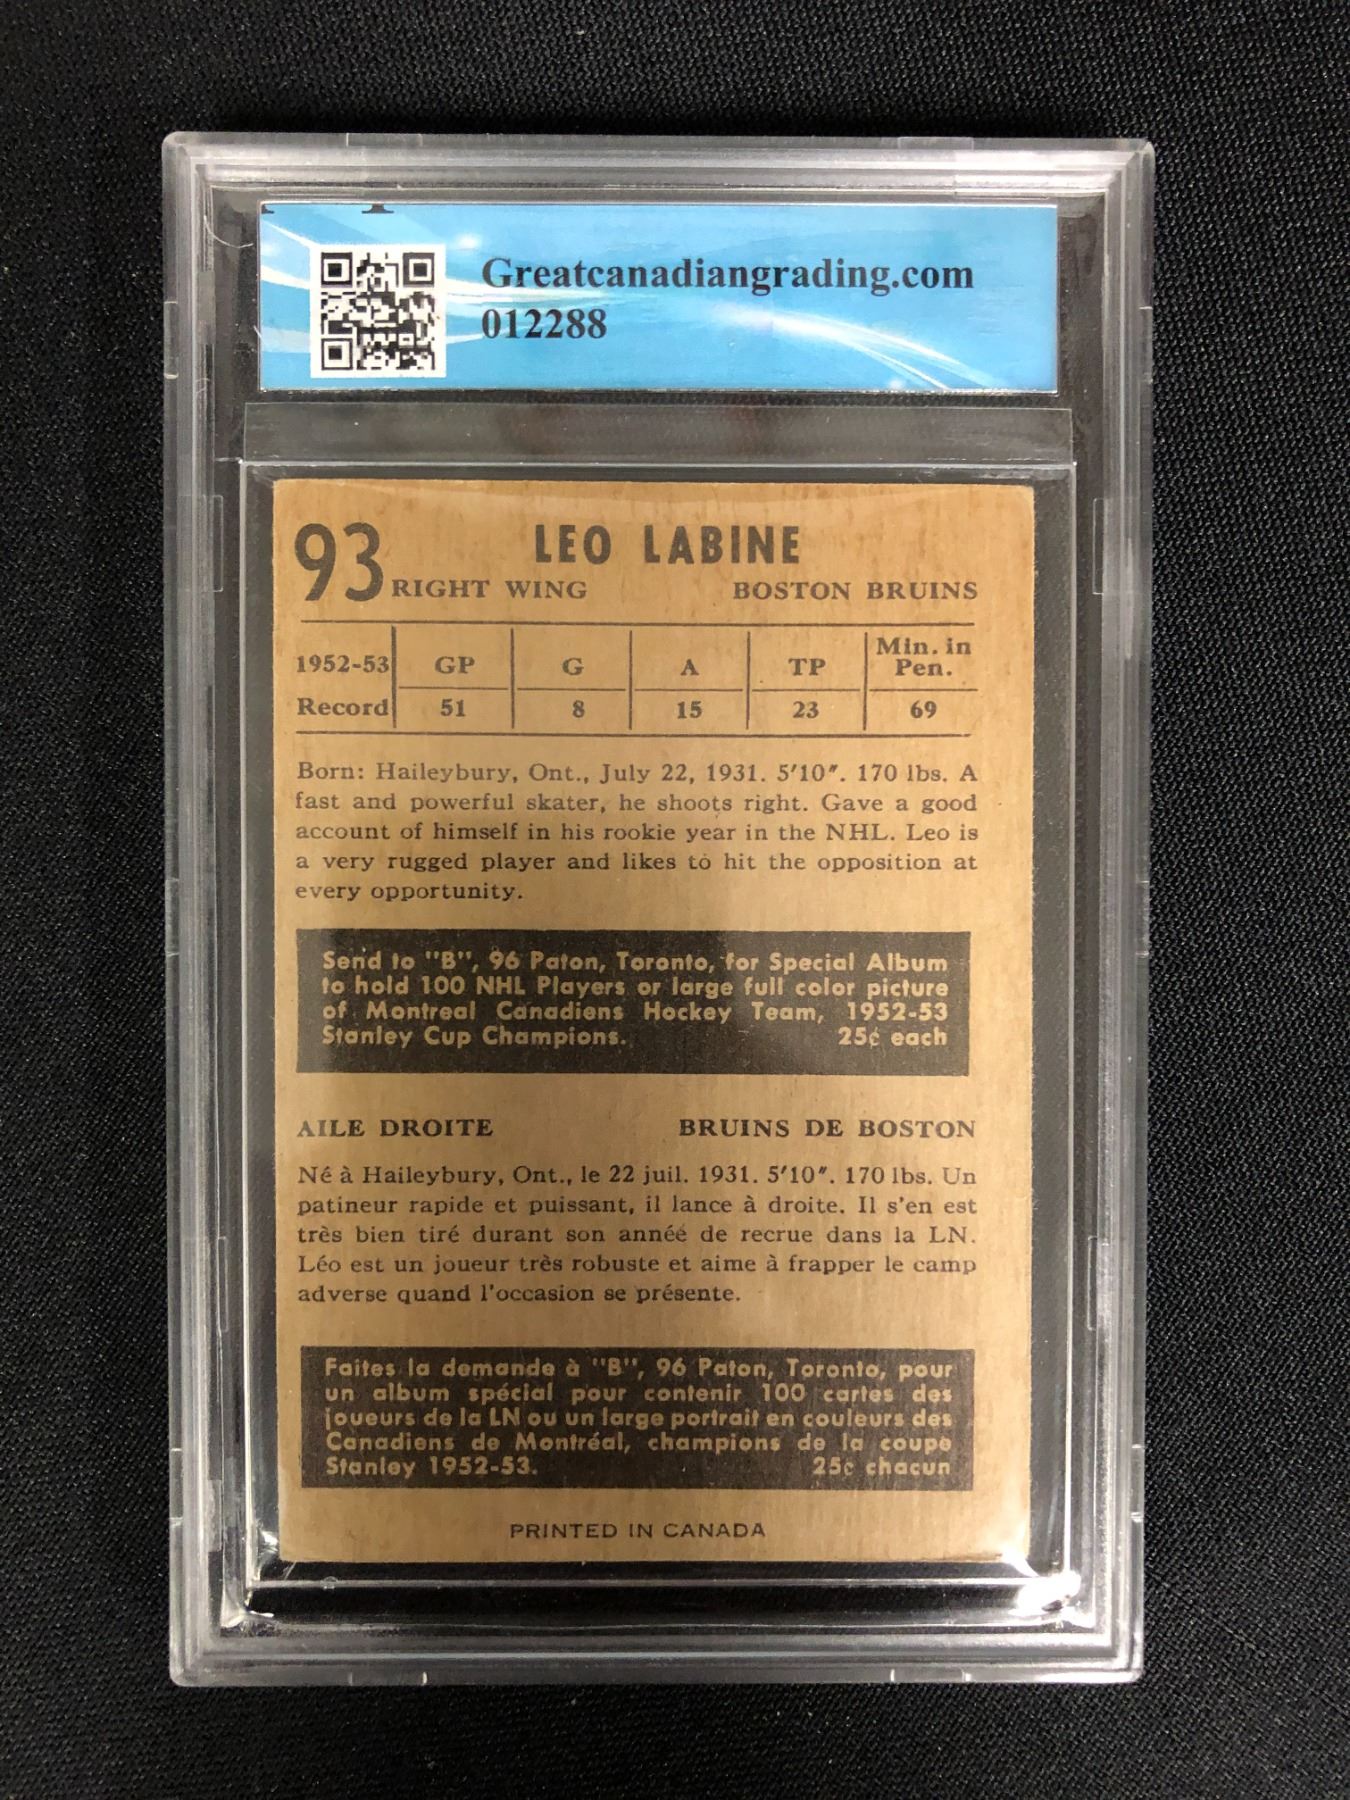 Greatcanadiangrading.com
012288
93 LEO LABINE
RIGHT WING BOSTON BRUINS
1952-53 GP G A TP Min. in Pen.
Record 51 8 15 23 69
Born: Haileybury, Ont., July 22, 1931. 5'10". 170 lbs. A
fast and powerful skater, he shoots right. Gave a good
account of himself in his rookie year in the NHL. Leo is
a very rugged player and likes to hit the opposition at
every opportunity.
Send to "B", 96 Paton, Toronto, for Special Album
to hold 100 NHL Players or large full color picture
of Montreal Canadiens Hockey Team, 1952-53
Stanley Cup Champions. 25¢ each
AILE DROITE BRUINS DE BOSTON
Né à Haileybury, Ont., le 22 juil. 1931. 5'10". 170 lbs. Un
patineur rapide et puissant, il lance à droite. Il s'en est
très bien tiré durant son année de recrue dans la LN.
Léo est un joueur très robuste et aime à frapper le camp
adverse quand l'occasion se présente.
Faites la demande à "B", 96 Paton, Toronto, pour
un album spécial pour contenir 100 cartes des
joueurs de la LN ou un large portrait en couleurs des
Canadiens de Montréal, champions de la coupe
Stanley 1952-53. 25¢ chacun
PRINTED IN CANADA